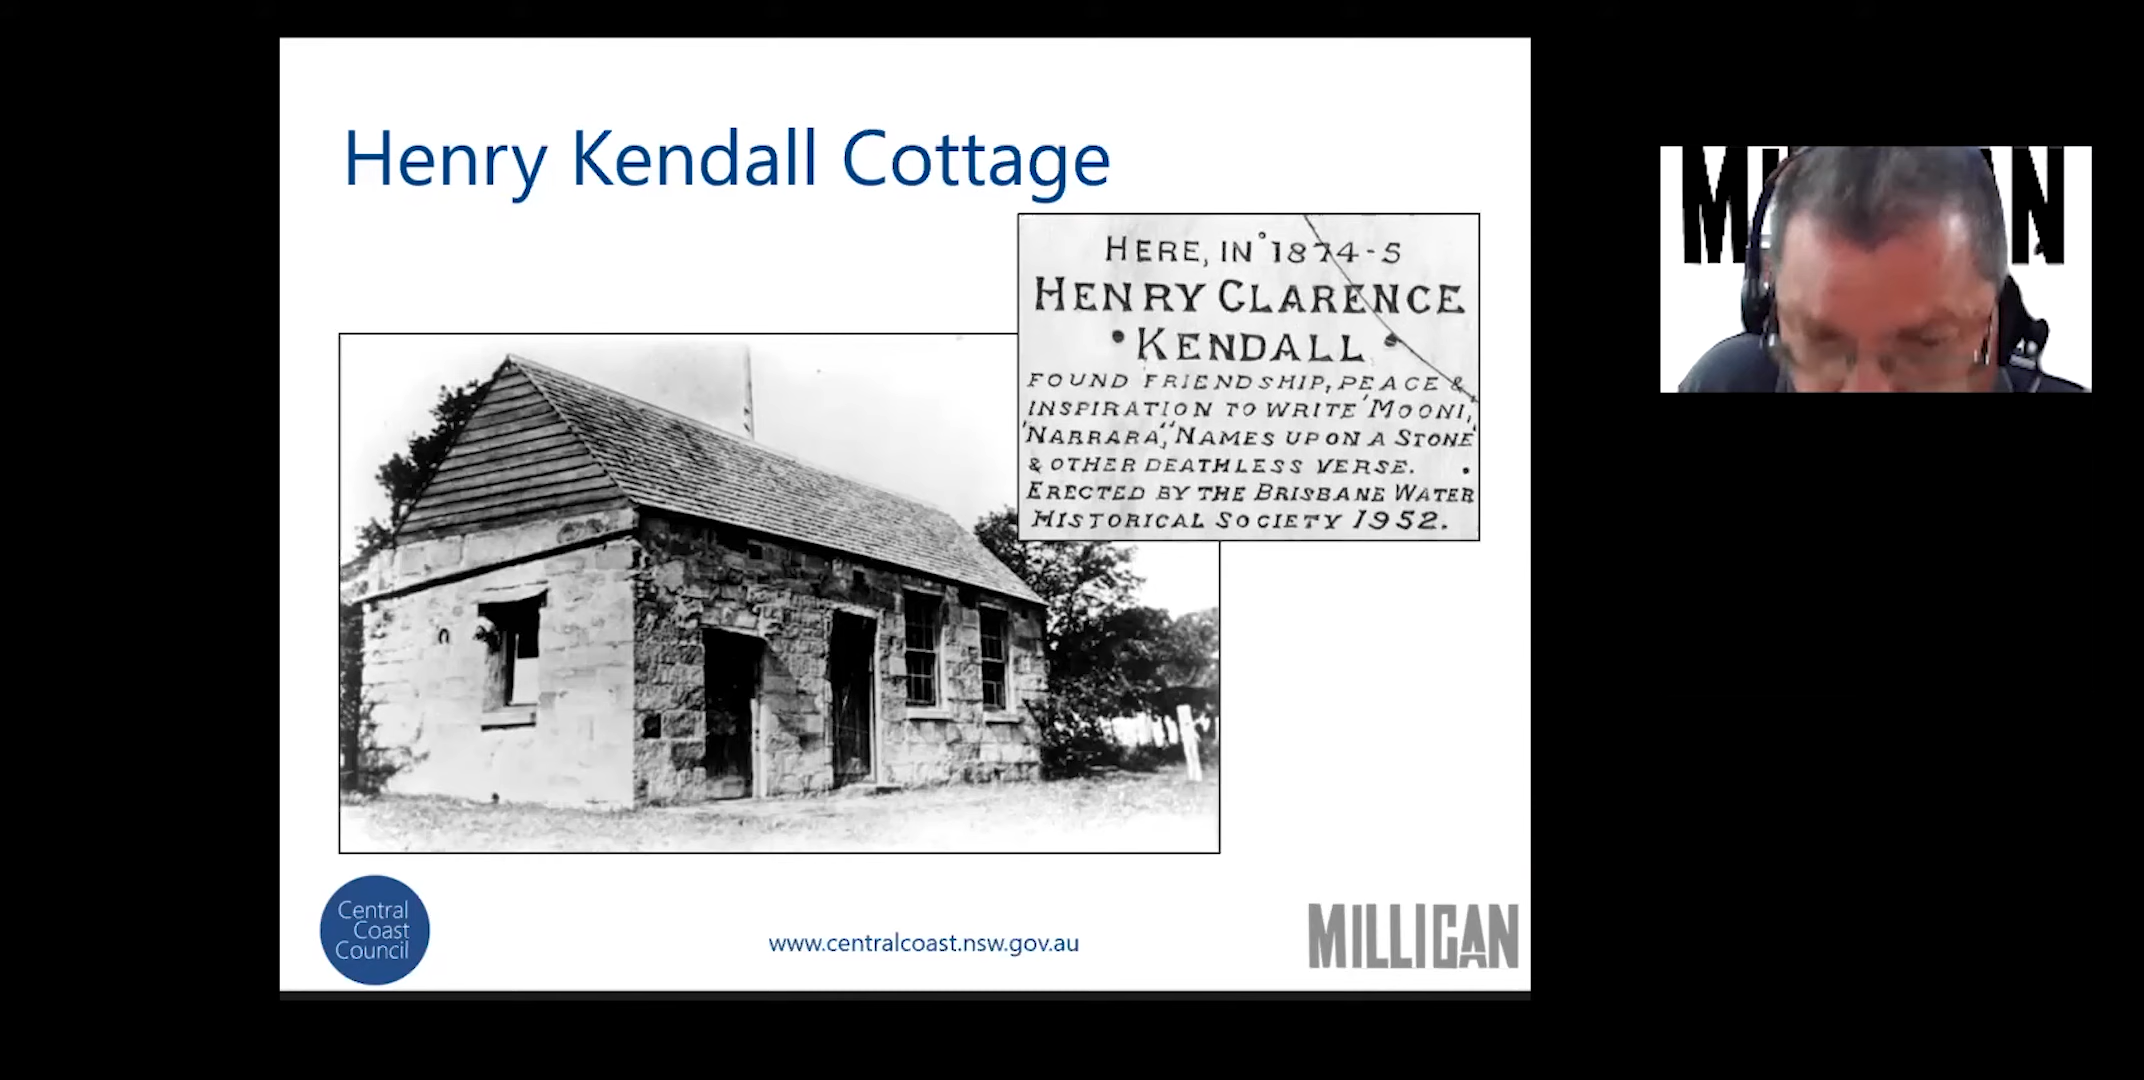 Henry Kendall Cottage
HERE, IN 1874-5
HENRY CLARENCE
• KENDALL •
FOUND FRIENDSHIP, PEACE &
INSPIRATION TO WRITE 'MOONI,'
'NARRARA', 'NAMES UPON A STONE'
& OTHER DEATHLESS VERSE.
ERECTED BY THE BRISBANE WATER
HISTORICAL SOCIETY 1952.
Central
Coast
Council
www.centralcoast.nsw.gov.au
MILLICAN